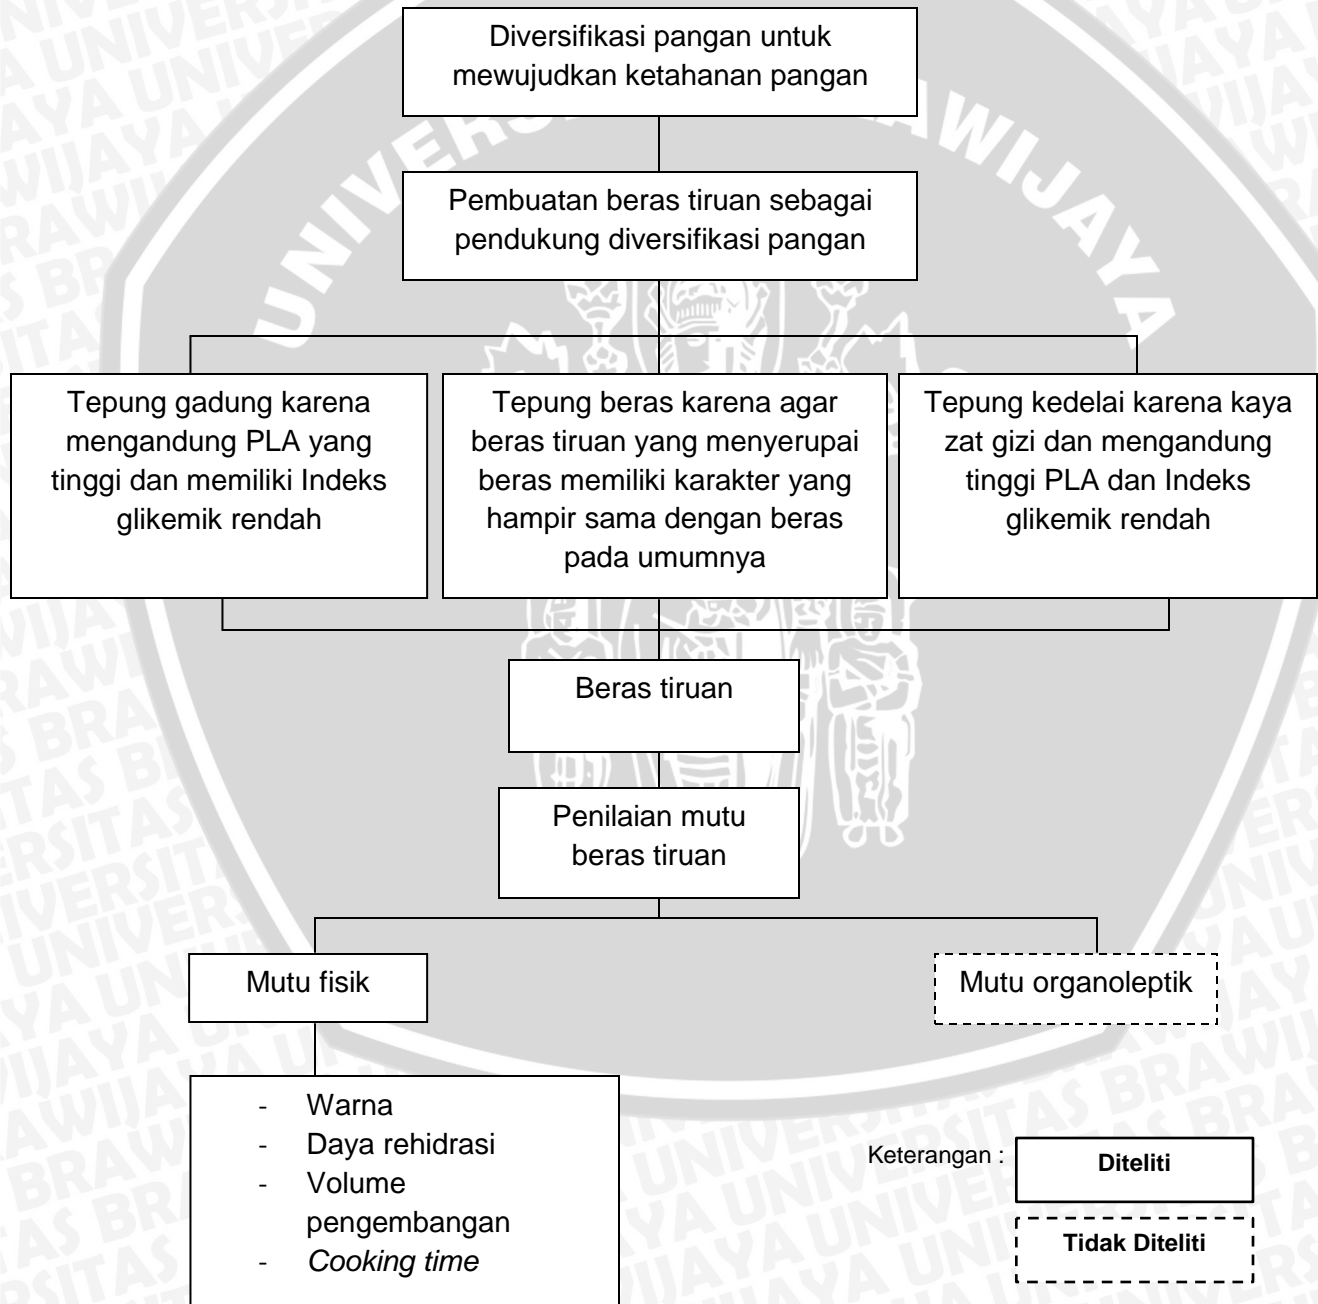 Diversifikasi pangan untuk
mewujudkan ketahanan pangan
UNIVERSITAS BRAWIJAYA
Pembuatan beras tiruan sebagai
pendukung diversifikasi pangan
Tepung gadung karena
mengandung PLA yang
tinggi dan memiliki Indeks
glikemik rendah
Tepung beras karena agar
beras tiruan yang menyerupai
beras memiliki karakter yang
hampir sama dengan beras
pada umumnya
Tepung kedelai karena kaya
zat gizi dan mengandung
tinggi PLA dan Indeks
glikemik rendah
Beras tiruan
Penilaian mutu
beras tiruan
Mutu fisik
Mutu organoleptik
- Warna
- Daya rehidrasi
- Volume
pengembangan
- Cooking time
Keterangan :
Diteliti
Tidak Diteliti